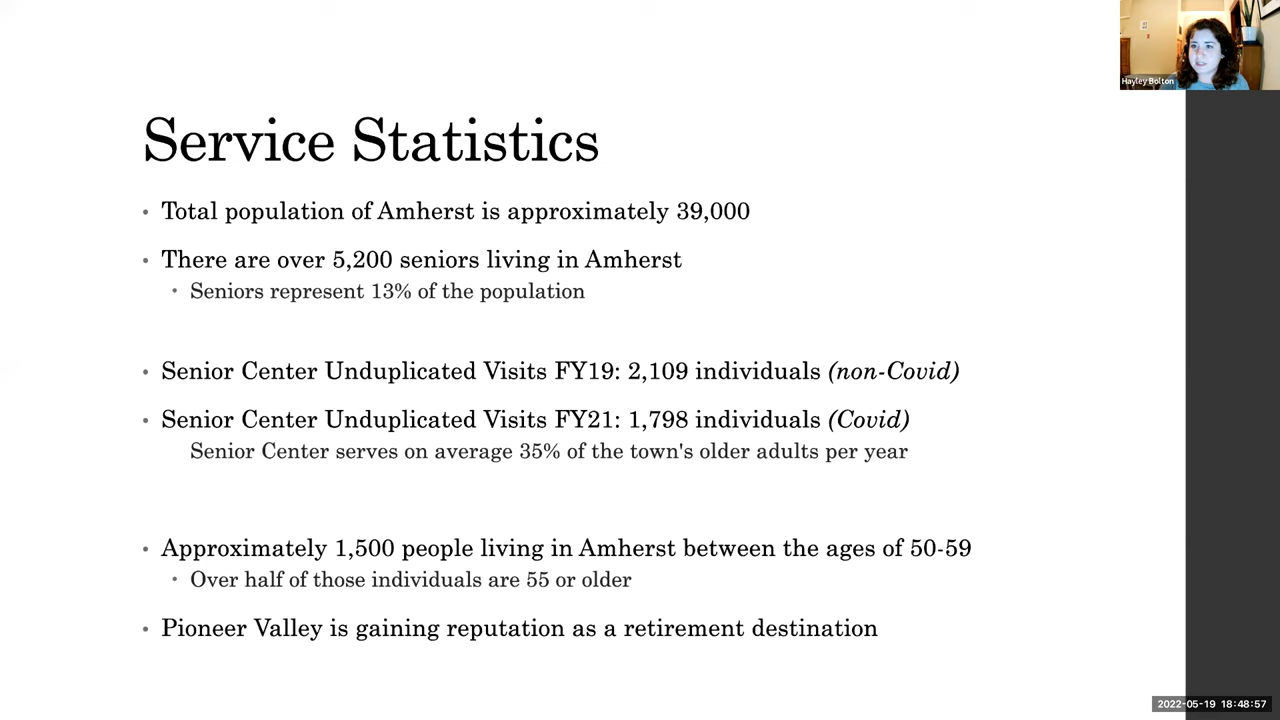 Hayley Bolton
Service Statistics
• Total population of Amherst is approximately 39,000
• There are over 5,200 seniors living in Amherst
• Seniors represent 13% of the population
• Senior Center Unduplicated Visits FY19: 2,109 individuals (non-Covid)
• Senior Center Unduplicated Visits FY21: 1,798 individuals (Covid)
Senior Center serves on average 35% of the town's older adults per year
• Approximately 1,500 people living in Amherst between the ages of 50-59
• Over half of those individuals are 55 or older
• Pioneer Valley is gaining reputation as a retirement destination
2022-05-19 18:48:57